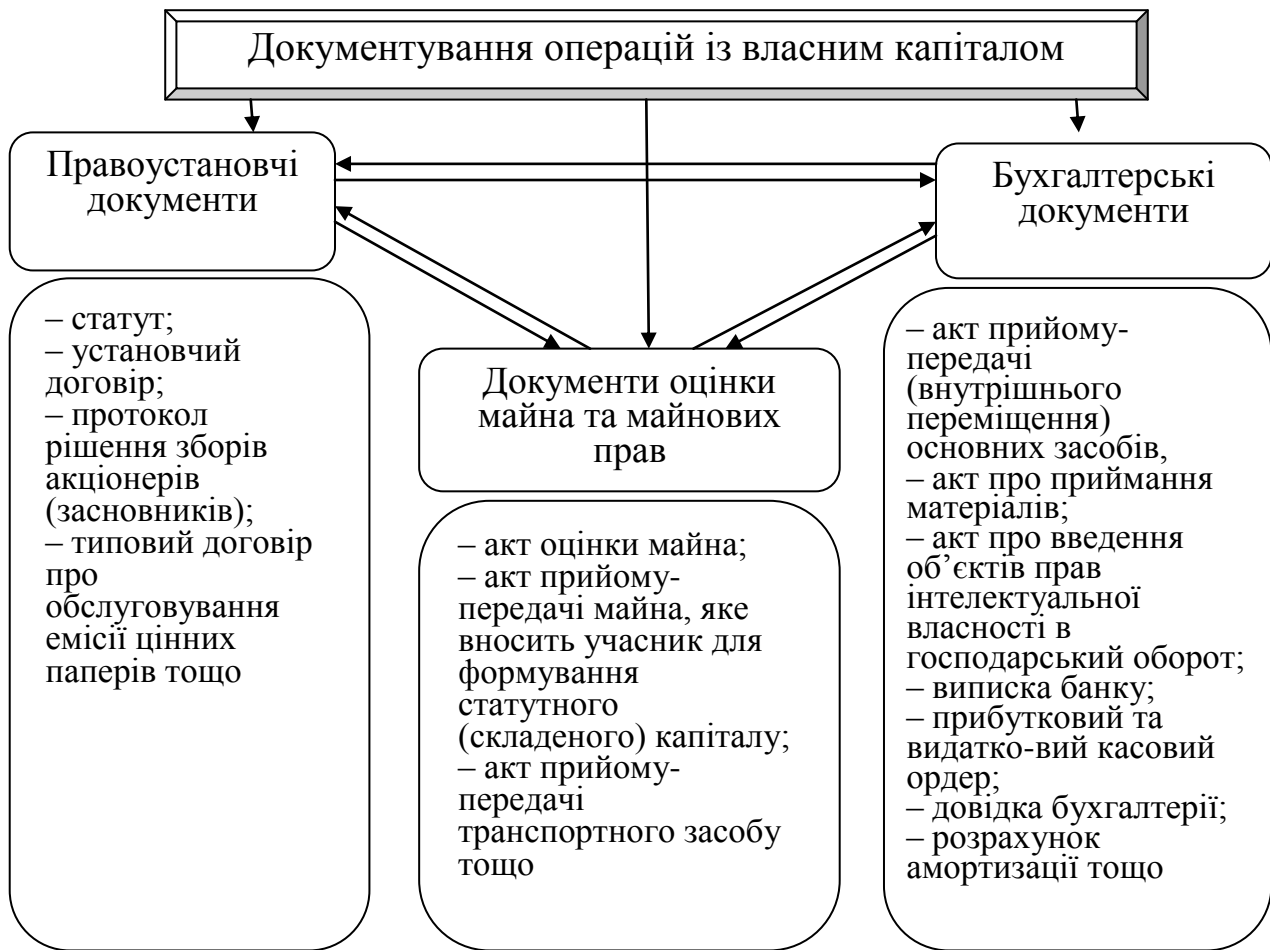 Документування операцій із власним капіталом
Правоустановчі
документи
Бухгалтерські
документи
– статут;
– установчий
договір;
– протокол
рішення зборів
акціонерів
(засновників);
– типовий договір
про
обслуговування
емісії цінних
паперів тощо
Документи оцінки
майна та майнових
прав
– акт оцінки майна;
– акт прийому-
передачі майна, яке
вносить учасник для
формування
статутного
(складеного) капіталу;
– акт прийому-
передачі
транспортного засобу
тощо
– акт прийому-
передачі
(внутрішнього
переміщення)
основних засобів,
– акт про приймання
матеріалів;
– акт про введення
об’єктів прав
інтелектуальної
власності в
господарський оборот;
– виписка банку;
– прибутковий та
видатко-вий касовий
ордер;
– довідка бухгалтерії;
– розрахунок
амортизації тощо